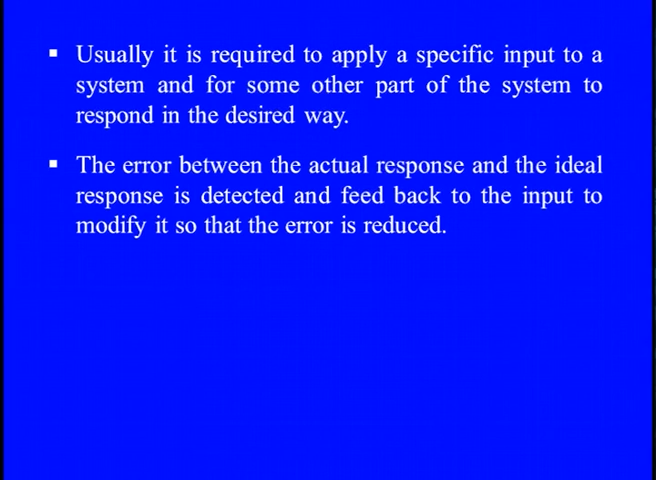 Usually it is required to apply a specific input to a
system and for some other part of the system to
respond in the desired way.
The error between the actual response and the ideal
response is detected and feed back to the input to
modify it so that the error is reduced.